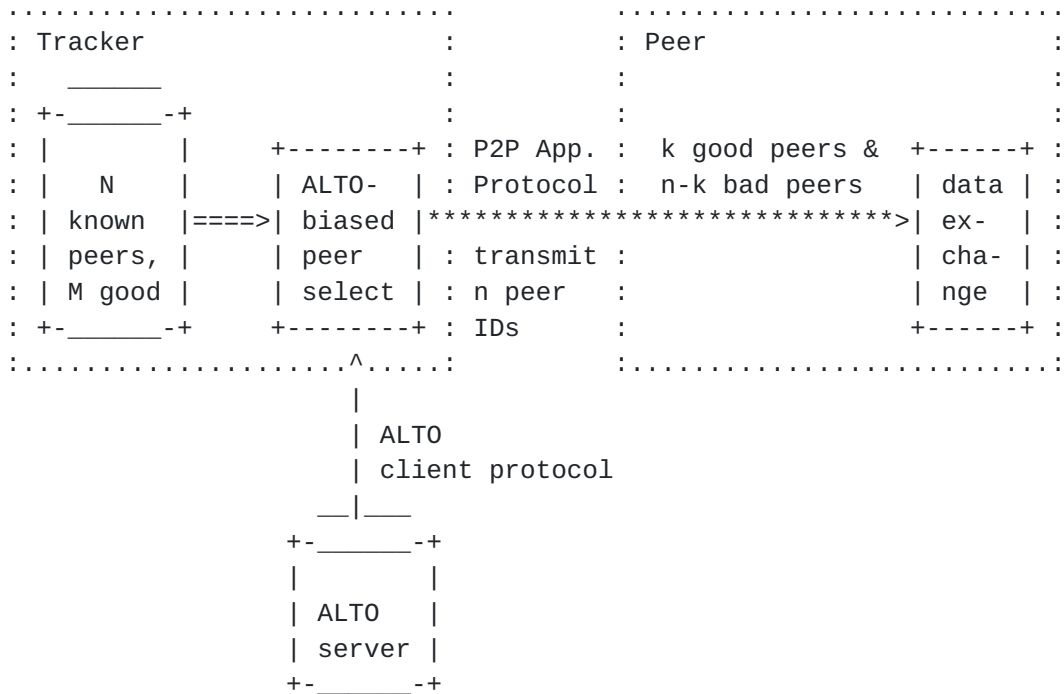 Tracker Peer
P2P App. k good peers &
N ALTO- Protocol n-k bad peers data
known biased ex-
peers, peer transmit cha-
M good select n peer nge
IDs
ALTO
client protocol
ALTO
server